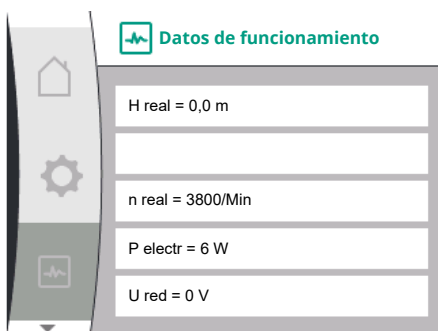 Datos de funcionamiento
H real = 0,0 m
n real = 3800/Min
P electr = 6 W
U red = 0 V